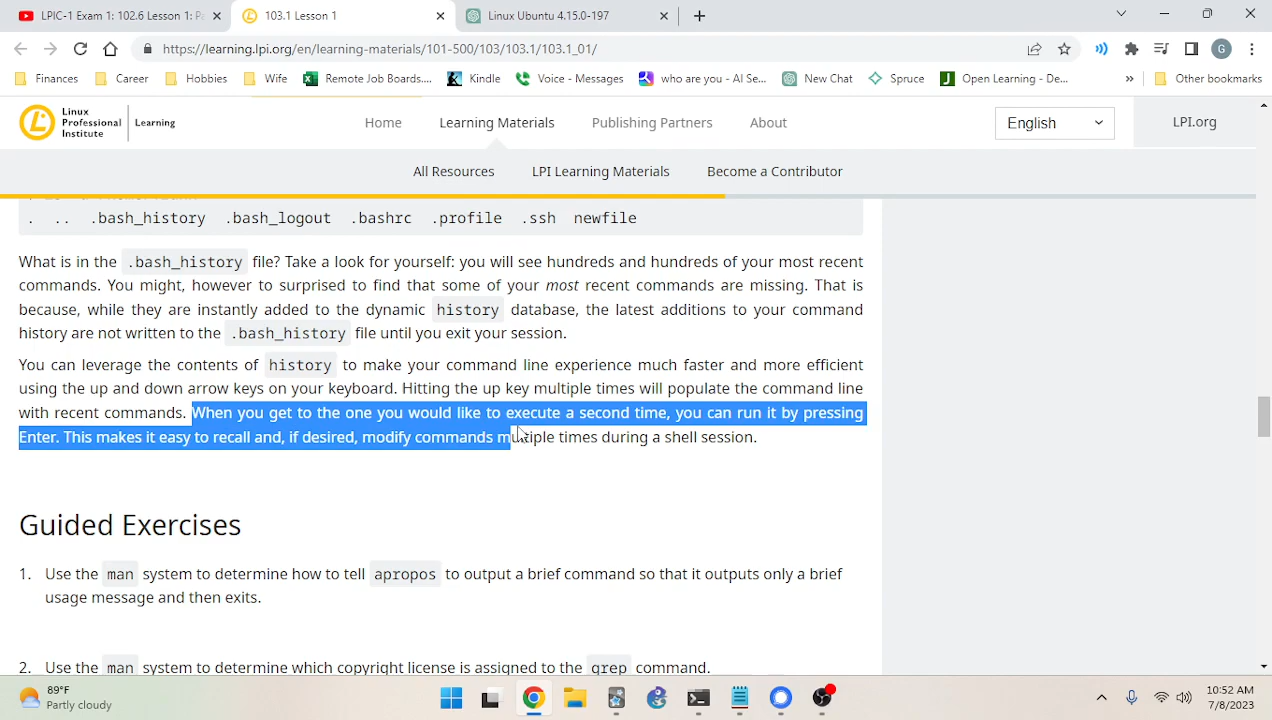 LPIC-1 Exam 1: 102.6 Lesson 1: Pa
103.1 Lesson 1
Linux Ubuntu 4.15.0-197
https://learning.lpi.org/en/learning-materials/101-500/103/103.1/103.1_01/
G
Finances
Career
Hobbies
Wife
Remote Job Boards....
Kindle
Voice - Messages
who are you - AI Se...
New Chat
Spruce
Open Learning - De...
»
Other bookmarks
Linux
Professional
Institute
Learning
Home
Learning Materials
Publishing Partners
About
English
LPI.org
All Resources
LPI Learning Materials
Become a Contributor
. .. .bash_history .bash_logout .bashrc .profile .ssh newfile
What is in the .bash_history file? Take a look for yourself: you will see hundreds and hundreds of your most recent
commands. You might, however to surprised to find that some of your most recent commands are missing. That is
because, while they are instantly added to the dynamic history database, the latest additions to your command
history are not written to the .bash_history file until you exit your session.
You can leverage the contents of history to make your command line experience much faster and more efficient
using the up and down arrow keys on your keyboard. Hitting the up key multiple times will populate the command line
with recent commands. When you get to the one you would like to execute a second time, you can run it by pressing
Enter. This makes it easy to recall and, if desired, modify commands multiple times during a shell session.
Guided Exercises
1. Use the man system to determine how to tell apropos to output a brief command so that it outputs only a brief
usage message and then exits.
2. Use the man system to determine which copyright license is assigned to the grep command.
89°F
Partly cloudy
10:52 AM
7/8/2023